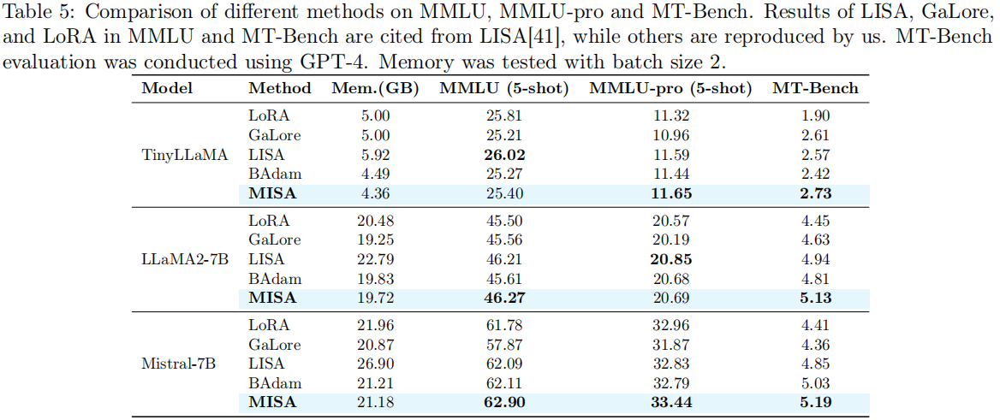 Table 5: Comparison of different methods on MMLU, MMLU-pro and MT-Bench. Results of LISA, GaLore,
and LoRA in MMLU and MT-Bench are cited from LISA[41], while others are reproduced by us. MT-Bench
evaluation was conducted using GPT-4. Memory was tested with batch size 2.
Model Method Mem.(GB) MMLU (5-shot) MMLU-pro (5-shot) MT-Bench
LoRA 5.00 25.81 11.32 1.90
GaLore 5.00 25.21 10.96 2.61
TinyLLaMA LISA 5.92 26.02 11.59 2.57
BAdam 4.49 25.27 11.44 2.42
MISA 4.36 25.40 11.65 2.73
LoRA 20.48 45.50 20.57 4.45
GaLore 19.25 45.56 20.19 4.63
LLaMA2-7B LISA 22.79 46.21 20.85 4.94
BAdam 19.83 45.61 20.68 4.81
MISA 19.72 46.27 20.69 5.13
LoRA 21.96 61.78 32.96 4.41
GaLore 20.87 57.87 31.87 4.36
Mistral-7B LISA 26.90 62.09 32.83 4.85
BAdam 21.21 62.11 32.79 5.03
MISA 21.18 62.90 33.44 5.19